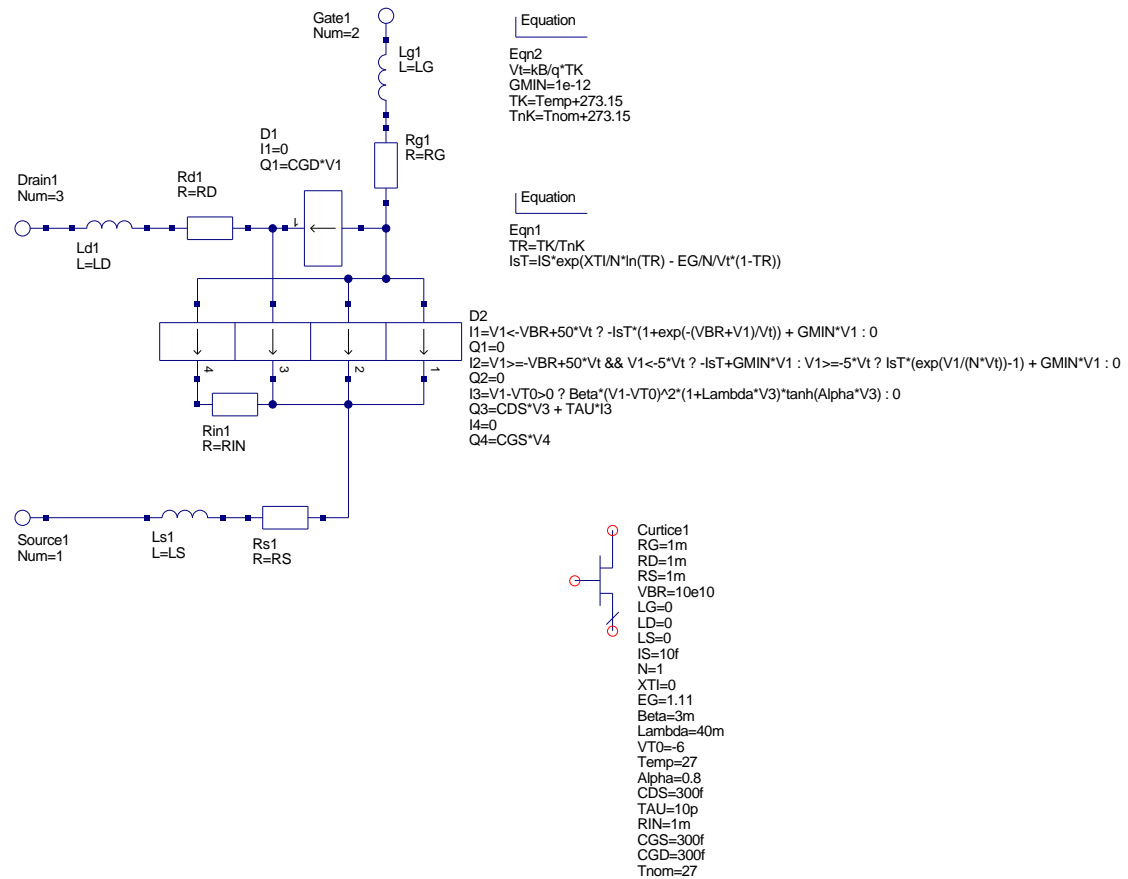 Gate1
Num=2
Lg1
L=LG
Rg1
R=RG
Equation
Eqn2
Vt=kB/q*TK
GMIN=1e-12
TK=Temp+273.15
TnK=Tnom+273.15
D1
I1=0
Q1=CGD*V1
1
Drain1
Num=3
Rd1
R=RD
Ld1
L=LD
Equation
Eqn1
TR=TK/TnK
IsT=IS*exp(XTI/N*ln(TR) - EG/N/Vt*(1-TR))
4
3
2
1
D2
I1=V1<-VBR+50*Vt ? -IsT*(1+exp(-(VBR+V1)/Vt)) + GMIN*V1 : 0
Q1=0
I2=V1>=-VBR+50*Vt && V1<-5*Vt ? -IsT+GMIN*V1 : V1>=-5*Vt ? IsT*(exp(V1/(N*Vt))-1) + GMIN*V1 : 0
Q2=0
I3=V1-VT0>0 ? Beta*(V1-VT0)^2*(1+Lambda*V3)*tanh(Alpha*V3) : 0
Q3=CDS*V3 + TAU*I3
I4=0
Q4=CGS*V4
Rin1
R=RIN
Source1
Num=1
Ls1
L=LS
Rs1
R=RS
Curtice1
RG=1m
RD=1m
RS=1m
VBR=10e10
LG=0
LD=0
LS=0
IS=10f
N=1
XTI=0
EG=1.11
Beta=3m
Lambda=40m
VT0=-6
Temp=27
Alpha=0.8
CDS=300f
TAU=10p
RIN=1m
CGS=300f
CGD=300f
Tnom=27